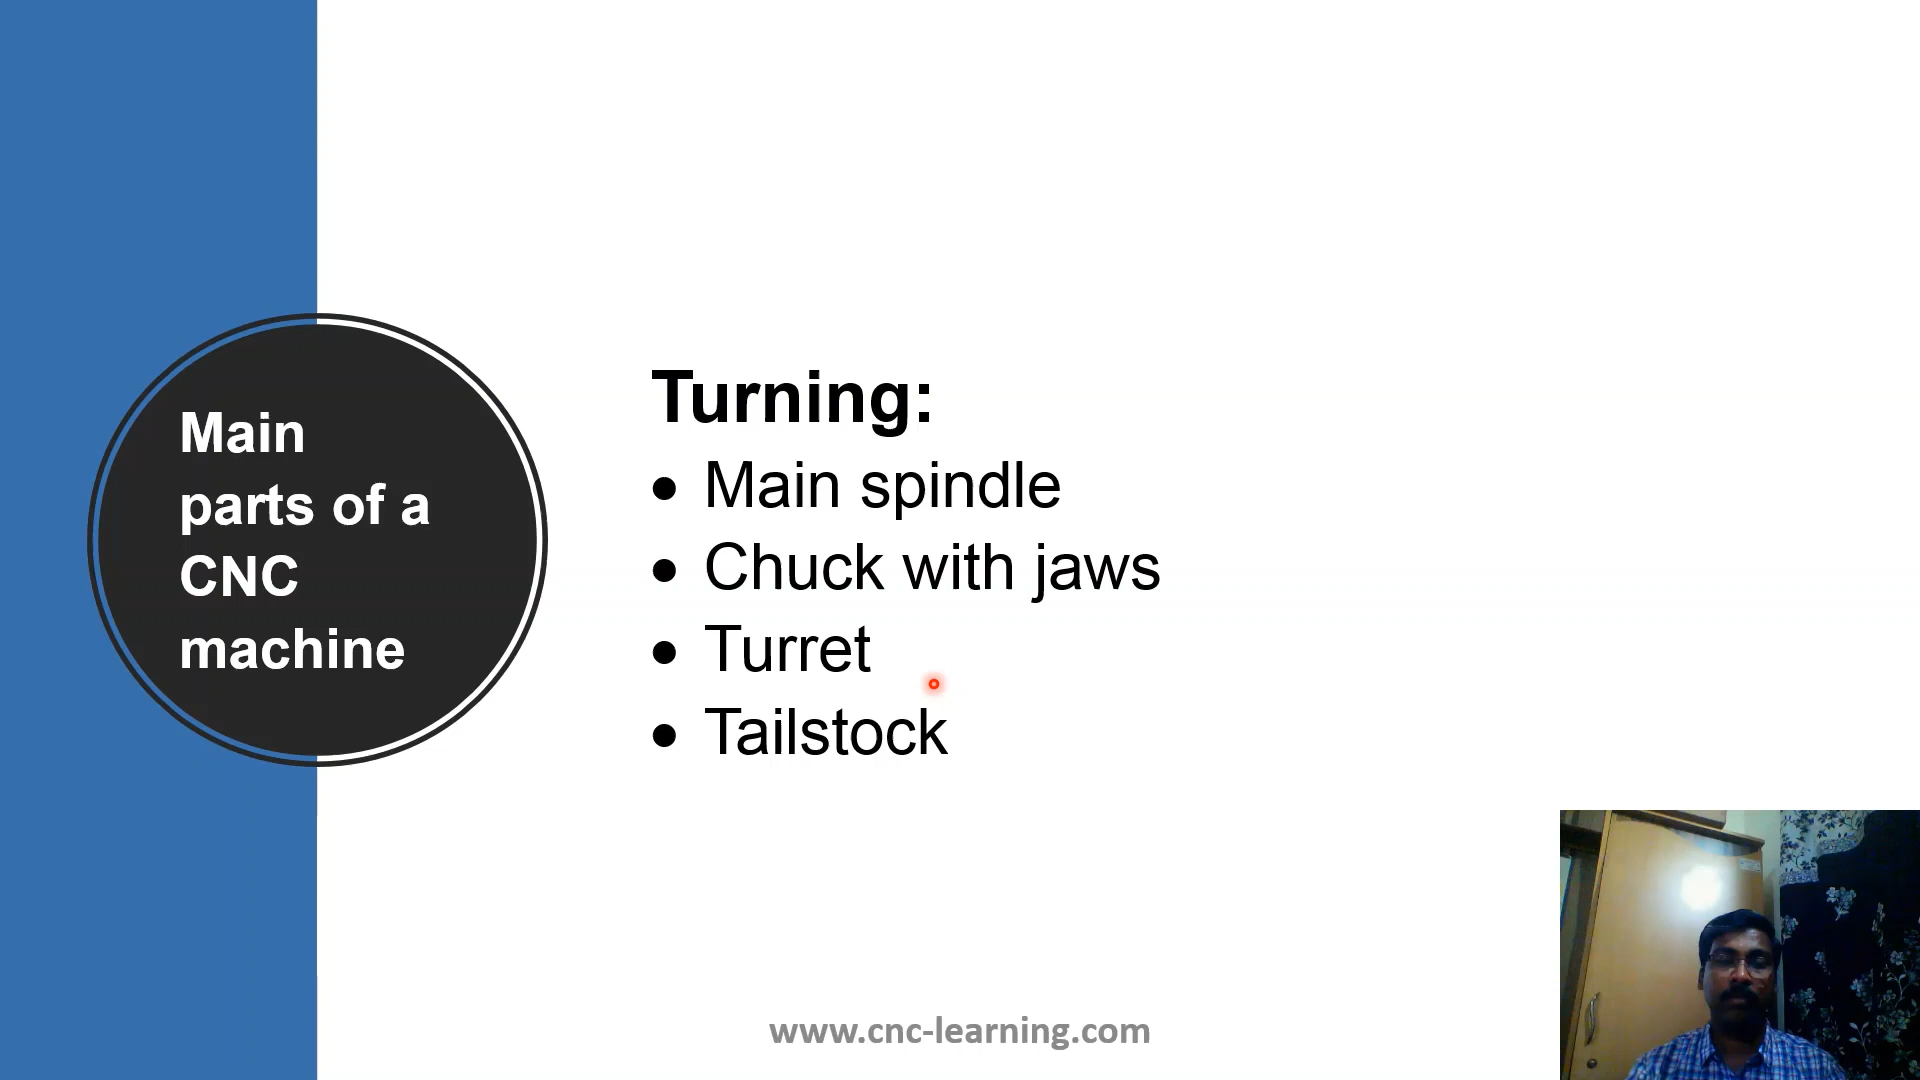 Main
parts of a
CNC
machine
Turning:
• Main spindle
• Chuck with jaws
• Turret
• Tailstock
www.cnc-learning.com